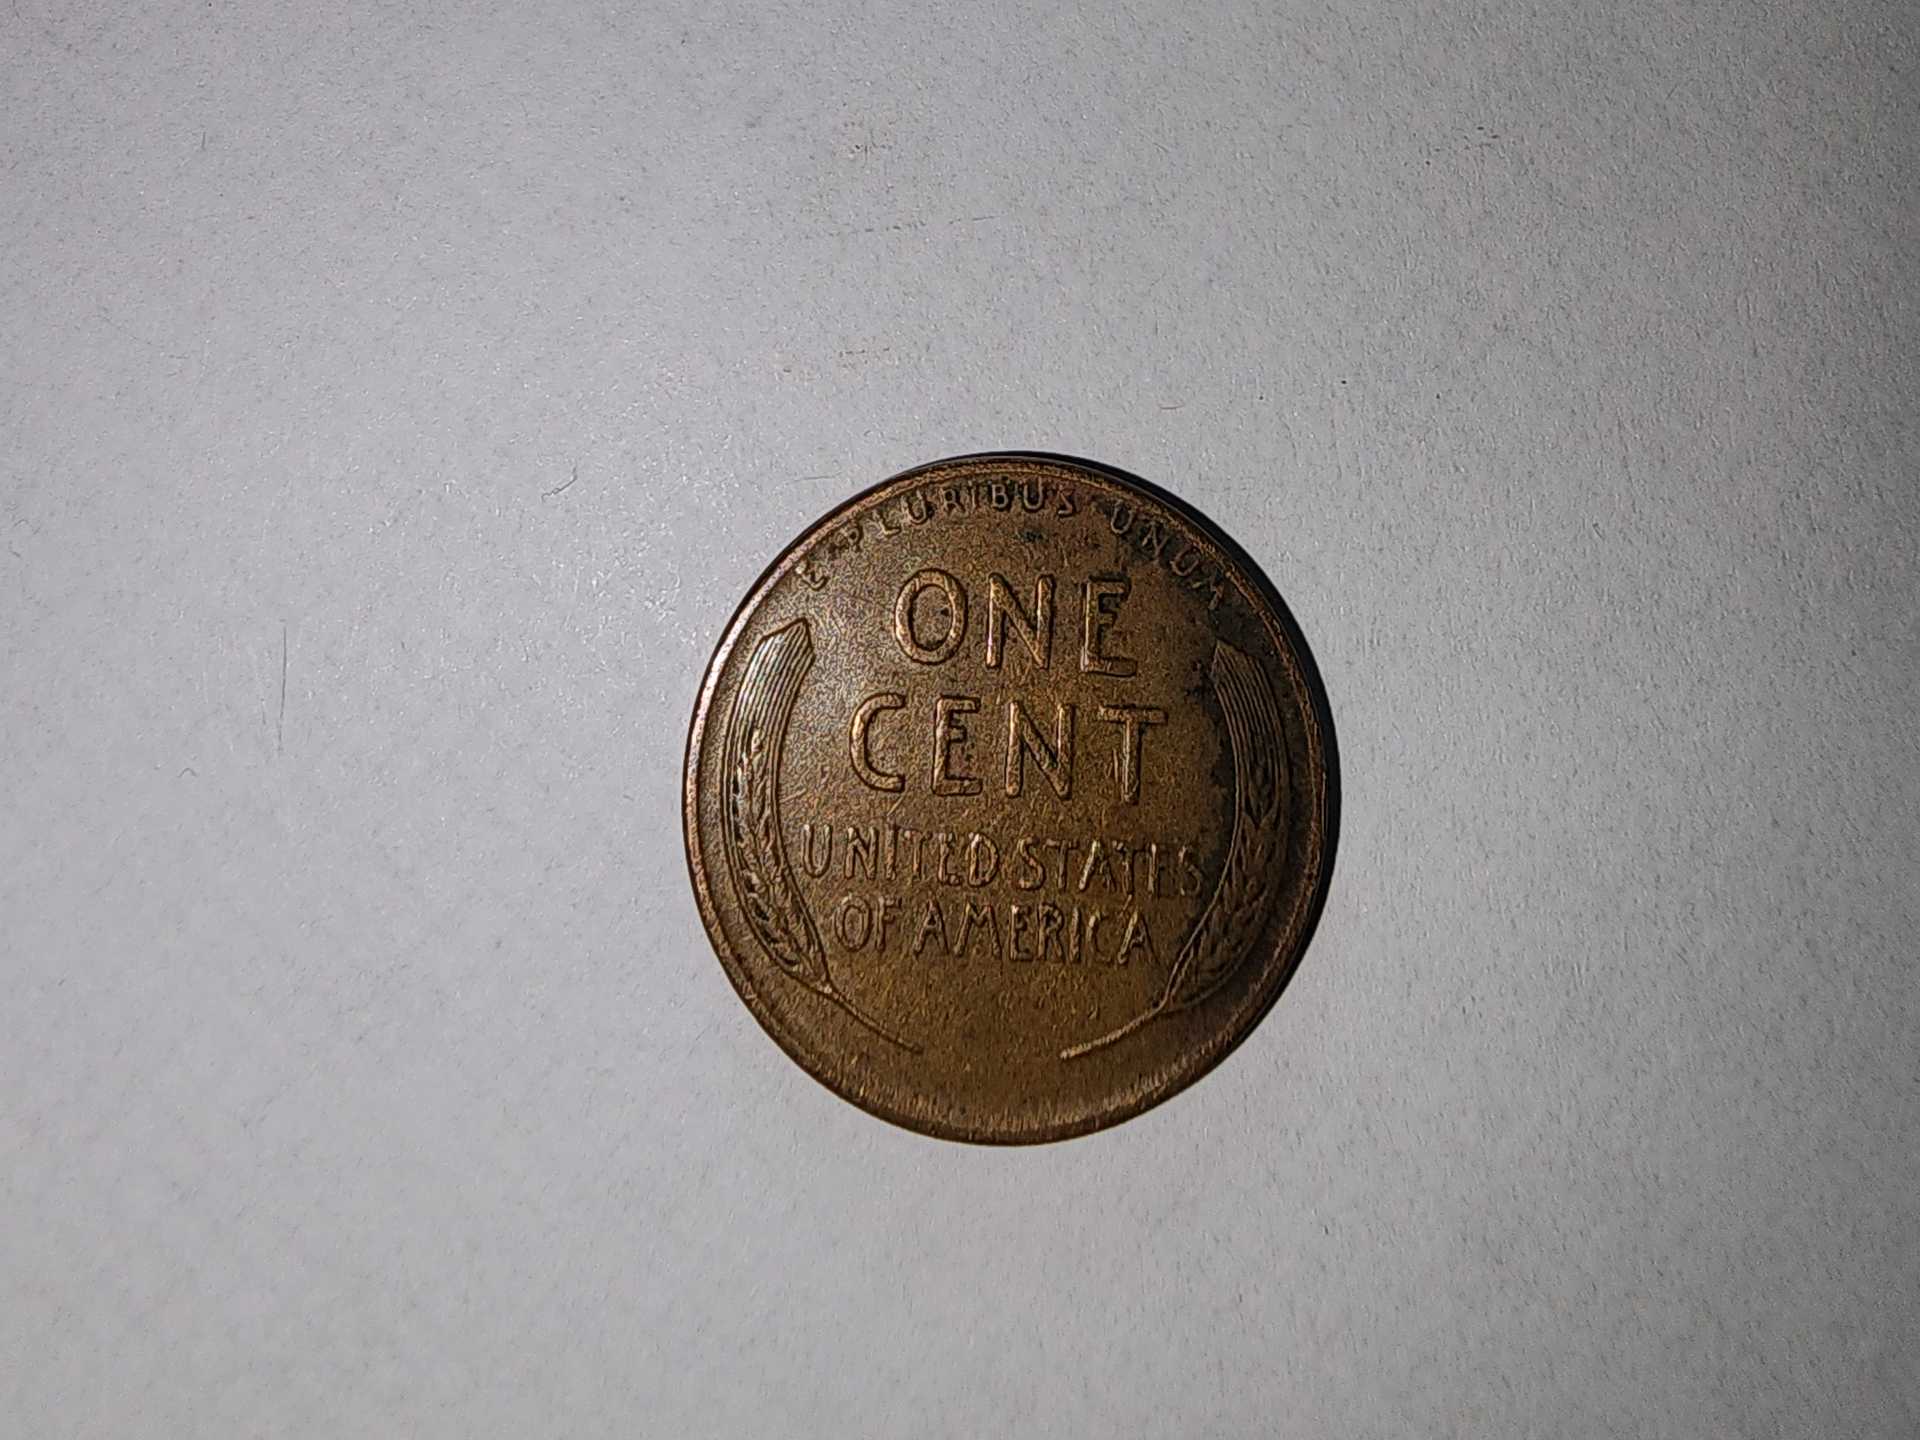 E PLURIBUS UNUM
ONE
CENT
UNITED STATES
OF AMERICA